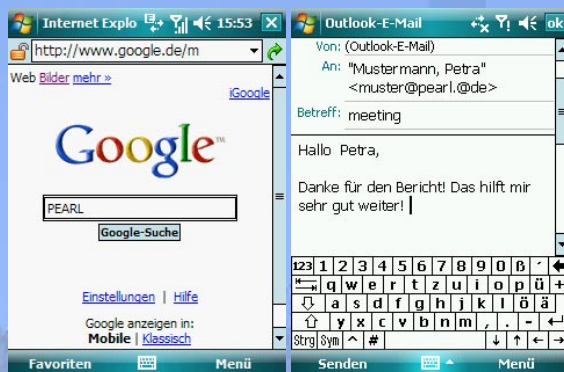 Internet Explo 15:53
http://www.google.de/m
Web Bilder mehr »
iGoogle
Google™
PEARL
Google-Suche
Einstellungen | Hilfe
Google anzeigen in:
Mobile | Klassisch
Favoriten Menü
Outlook-E-Mail ok
Von: (Outlook-E-Mail)
An: "Mustermann, Petra"
<muster@pearl.@de>
Betreff: meeting
Hallo Petra,
Danke für den Bericht! Das hilft mir
sehr gut weiter!
123 1 2 3 4 5 6 7 8 9 0 ß ´
q w e r t z u i o p ü +
a s d f g h j k l ö ä
y x c v b n m , . -
Strg Sym ^ #
Senden Menü